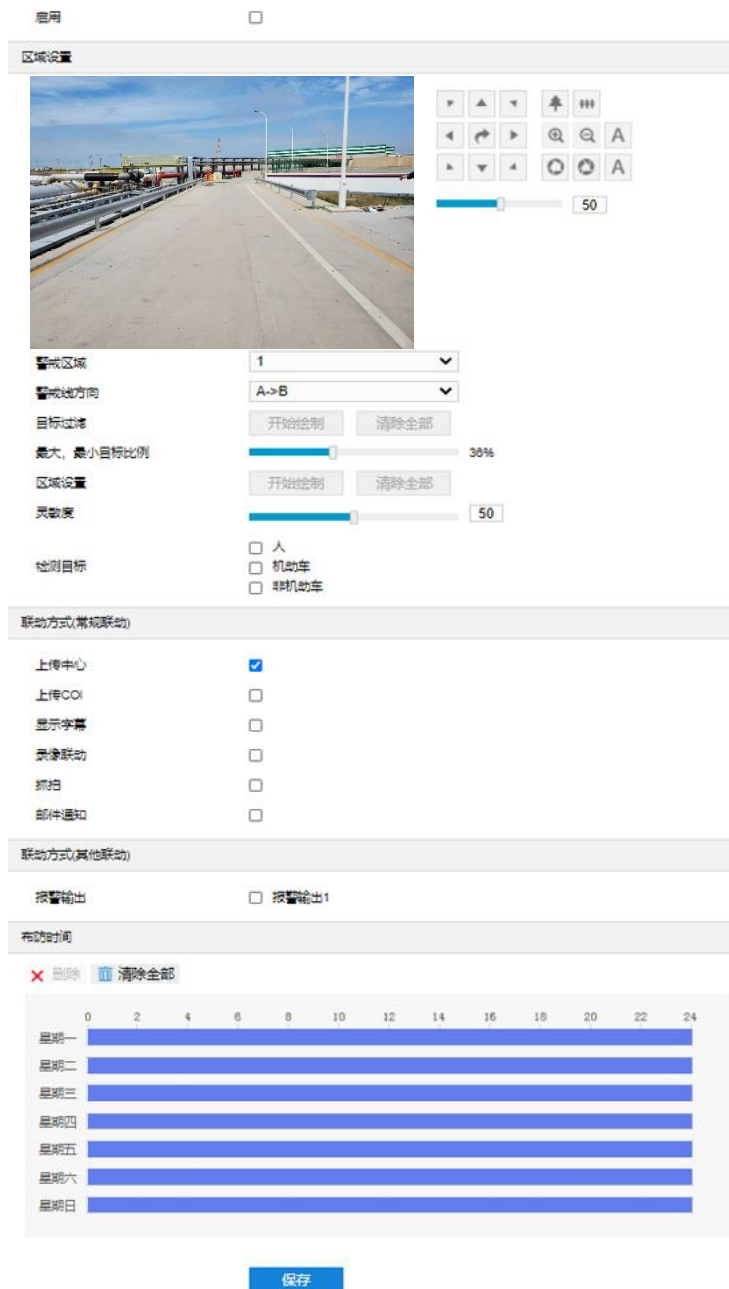 启用
区域设置
A
A
50
警戒区域 1
警戒线方向 A->B
目标过滤 开始绘制 清除全部
最大，最小目标比例 36%
区域设置 开始绘制 清除全部
灵敏度 50
人
检测目标 机动车
非机动车
联动方式(常规联动)
上传中心
上传COI
显示字幕
录像联动
抓拍
邮件通知
联动方式(其他联动)
报警输出 报警输出1
布防时间
删除 清除全部
0 2 4 6 8 10 12 14 16 18 20 22 24
星期一
星期二
星期三
星期四
星期五
星期六
星期日
保存